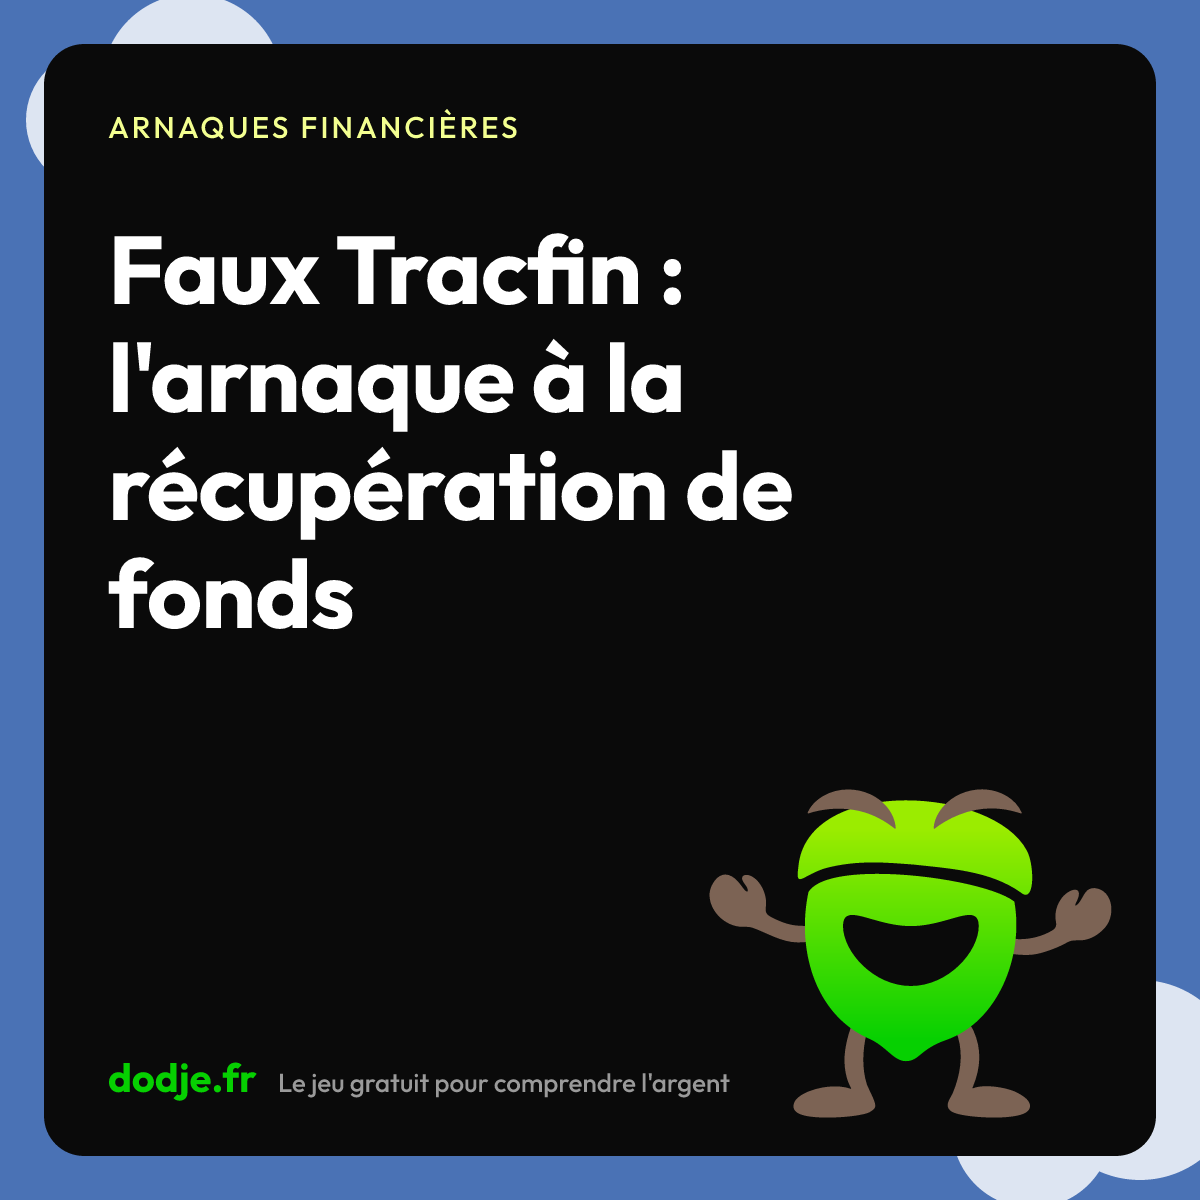 ARNAQUES FINANCIÈRES
Faux Tracfin :
l'arnaque à la
récupération de
fonds
dodje.fr Le jeu gratuit pour comprendre l'argent